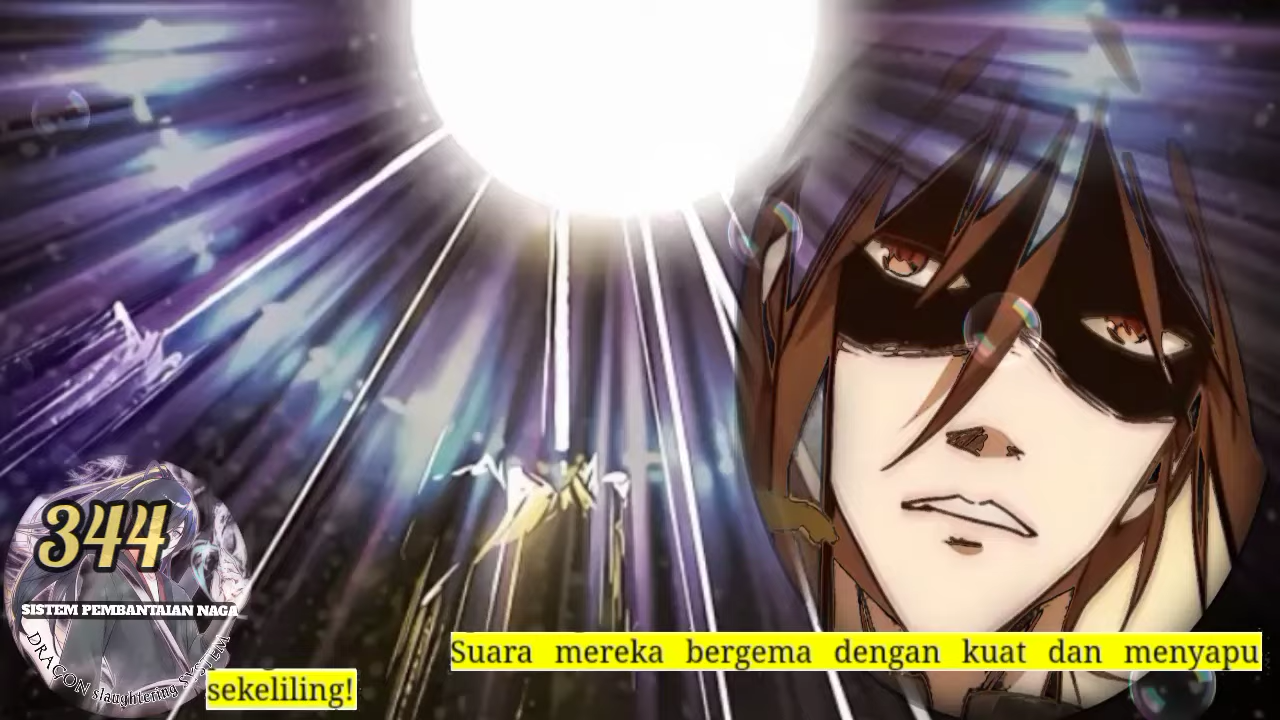 344
SISTEM PEMBANTAIAN NAGA
DRAGON slaughtering SYSTEM
Suara mereka bergema dengan kuat dan menyapu
sekeliling!